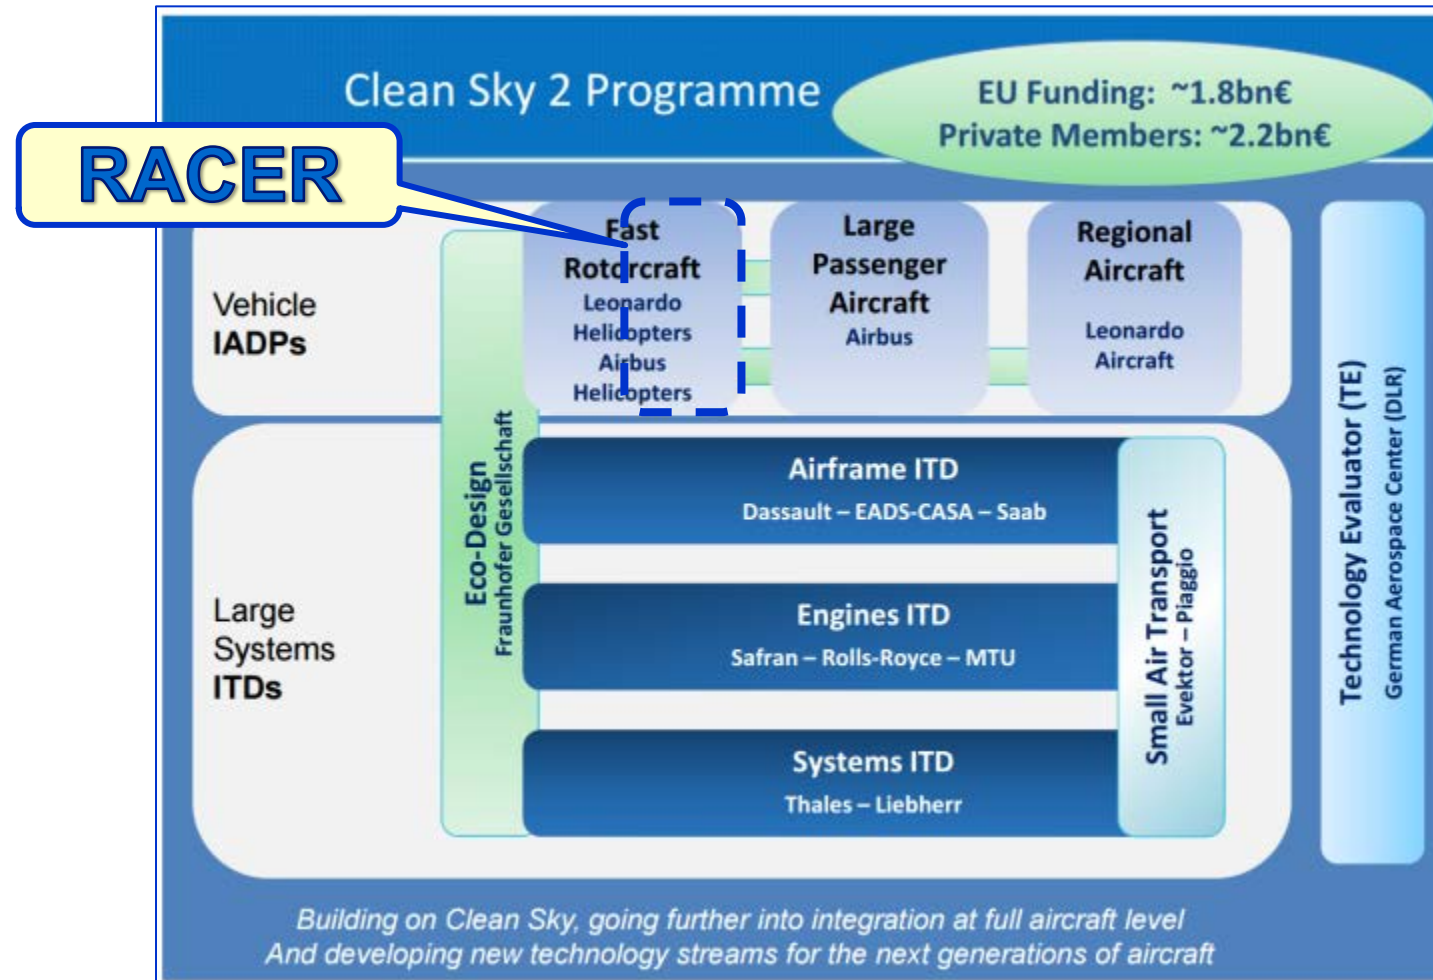 Clean Sky 2 Programme
EU Funding: ~1.8bn€
Private Members: ~2.2bn€
RACER
Vehicle
IADPs
Fast
Rotorcraft
Leonardo
Helicopters
Airbus
Helicopters
Large
Passenger
Aircraft
Airbus
Regional
Aircraft
Leonardo
Aircraft
Large
Systems
ITDs
Eco-Design
Fraunhofer Gesellschaft
Airframe ITD
Dassault – EADS-CASA – Saab
Engines ITD
Safran – Rolls-Royce – MTU
Systems ITD
Thales – Liebherr
Small Air Transport
Evektor – Piaggio
Technology Evaluator (TE)
German Aerospace Center (DLR)
Building on Clean Sky, going further into integration at full aircraft level
And developing new technology streams for the next generations of aircraft